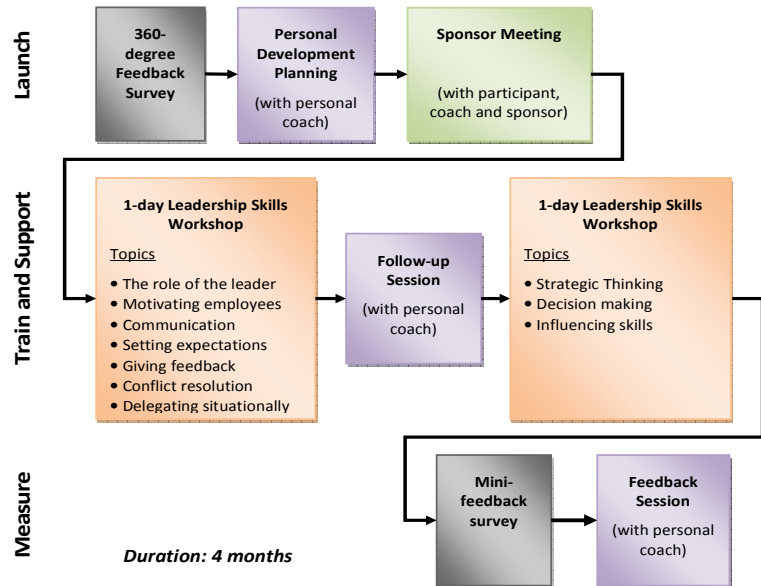 Launch
360-
degree
Feedback
Survey
Personal
Development
Planning
(with personal
coach)
Sponsor Meeting
(with participant,
coach and sponsor)
Train and Support
1-day Leadership Skills
Workshop
Topics
• The role of the leader
• Motivating employees
• Communication
• Setting expectations
• Giving feedback
• Conflict resolution
• Delegating situationally
Follow-up
Session
(with personal
coach)
1-day Leadership Skills
Workshop
Topics
• Strategic Thinking
• Decision making
• Influencing skills
Measure
Mini-
feedback
survey
Feedback
Session
(with personal
coach)
Duration: 4 months